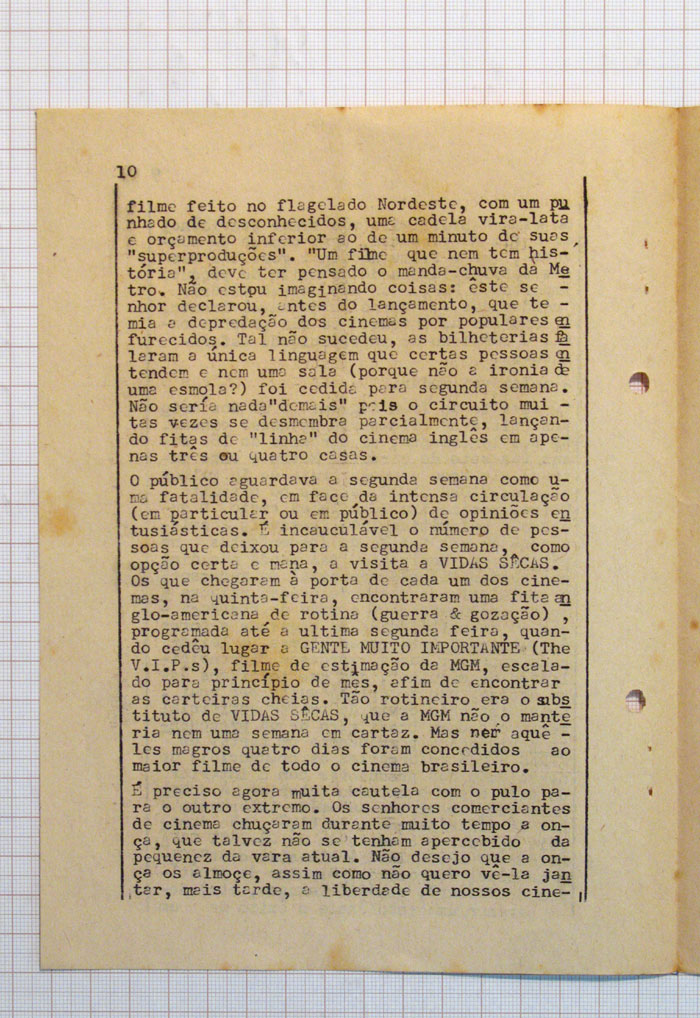 10
filme feito no flagelado Nordeste, com um pu
nhado de desconhecidos, uma cadela vira-lata
e orçamento inferior ao de um minuto de suas
"superproduções". "Um filme que nem tem his-
tória", deve ter pensado o manda-chuva da Me
tro. Não estou imaginando coisas: êste se -
nhor declarou, antes do lançamento, que te -
mia a depredação dos cinemas por populares en
furecidos. Tal não sucedeu, as bilheterias fa
laram a única linguagem que certas pessoas en
tendem e nem uma sala (porque não a ironia de
uma esmola?) foi cedida para segunda semana.
Não seria nada"demais" pois o circuito mui -
tas vezes se desmembra parcialmente, lançan-
do fitas de "linha" do cinema inglês em ape-
nas três ou quatro casas.
O público aguardava a segunda semana como u-
ma fatalidade, em face da intensa circulação
(em particular ou em público) de opiniões en
tusiásticas. É incauculável o número de pes-
soas que deixou para a segunda semana, como
opção certa e mana, a visita a VIDAS SÊCAS.
Os que chegaram à porta de cada um dos cine-
mas, na quinta-feira, encontraram uma fita an
glo-americana de rotina (guerra & gozação) ,
programada até a ultima segunda feira, quan-
do cedêu lugar a GENTE MUITO IMPORTANTE (The
V.I.P.s), filme de estimação da MGM, escala-
do para princípio de mês, afim de encontrar
as carteiras cheias. Tão rotineiro era o subs
tituto de VIDAS SÊCAS, que a MGM não o mante
ria nem uma semana em cartaz. Mas nem aquê -
les magros quatro dias foram concedidos ao
maior filme de todo o cinema brasileiro.
É preciso agora muita cautela com o pulo pa-
ra o outro extremo. Os senhores comerciantes
de cinema chuçaram durante muito tempo a on-
ça, que talvez não se tenham apercebido da
pequenez da vara atual. Não desejo que a on-
ça os almoçe, assim como não quero vê-la jan
tar, mais tarde, a liberdade de nossos cine-